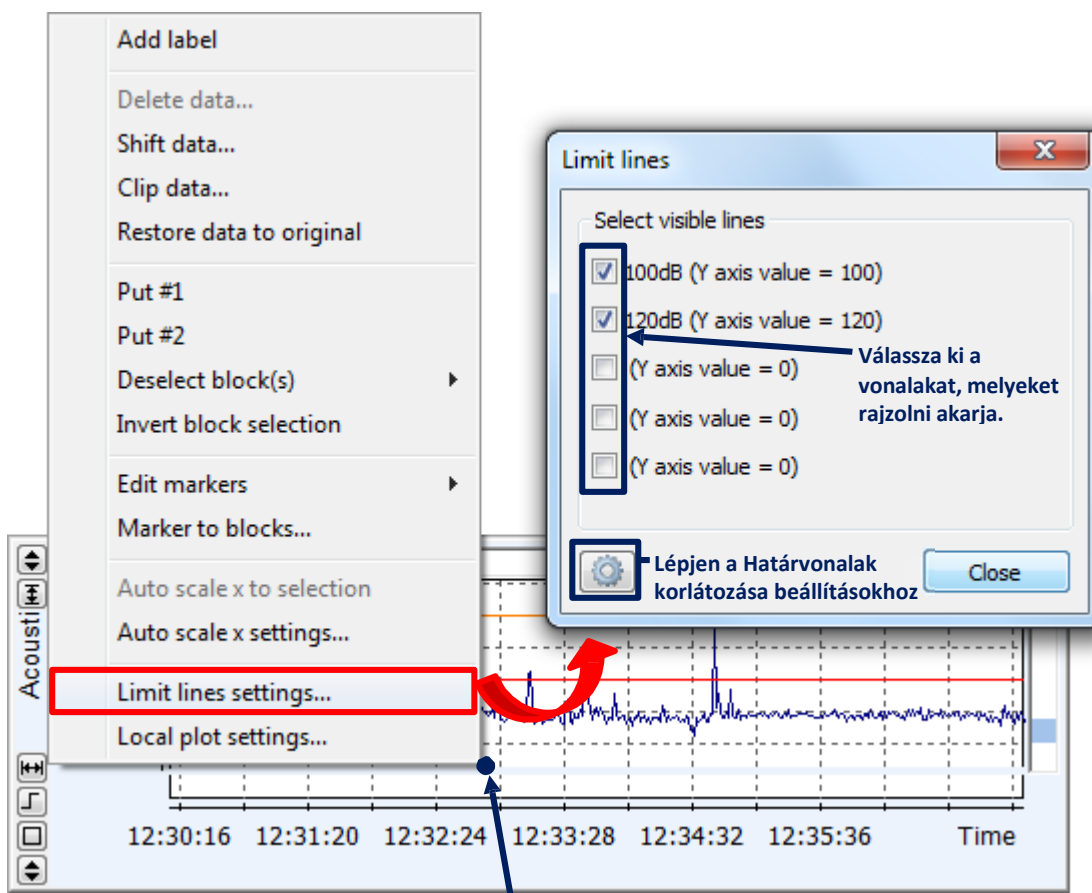 Add label
Delete data...
Shift data...
Clip data...
Restore data to original
Put #1
Put #2
Deselect block(s)
Invert block selection
Edit markers
Marker to blocks...
Auto scale x to selection
Auto scale x settings...
Limit lines settings...
Local plot settings...
Limit lines
Select visible lines
100dB (Y axis value = 100)
120dB (Y axis value = 120)
(Y axis value = 0)
(Y axis value = 0)
(Y axis value = 0)
Válassza ki a
vonalakat, melyeket
rajzolni akarja.
Lépjen a Határvonalak
korlátozása beállításokhoz
Close
Acousti
12:30:16 12:31:20 12:32:24 12:33:28 12:34:32 12:35:36 Time